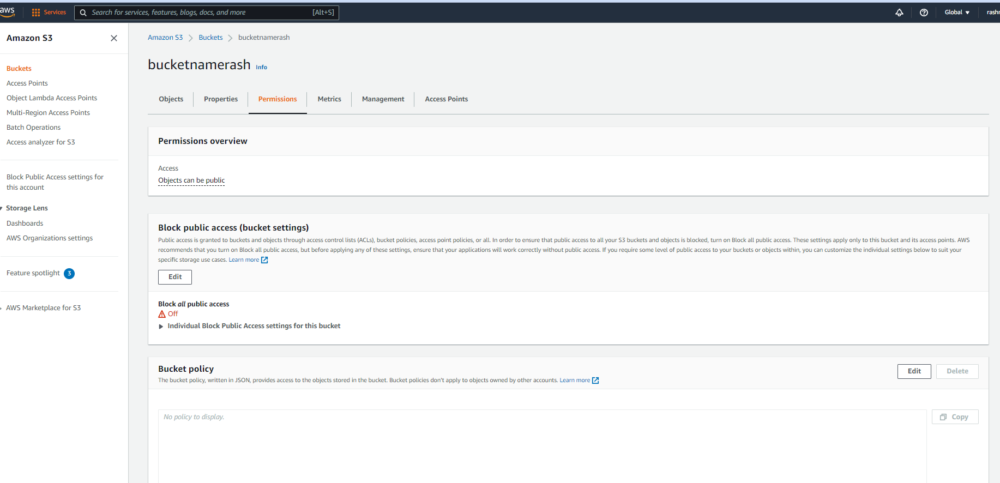 aws
Services
Search for services, features, blogs, docs, and more
[Alt+S]
Global
Amazon S3
Buckets
Access Points
Object Lambda Access Points
Multi-Region Access Points
Batch Operations
Access analyzer for S3
Block Public Access settings for
this account
Storage Lens
Dashboards
AWS Organizations settings
Feature spotlight 3
AWS Marketplace for S3
Amazon S3 > Buckets > bucketnamerash
bucketnamerash Info
Objects
Properties
Permissions
Metrics
Management
Access Points
Permissions overview
Access
Objects can be public
Block public access (bucket settings)
Public access is granted to buckets and objects through access control lists (ACLs), bucket policies, access point policies, or all. In order to ensure that public access to all your S3 buckets and objects is blocked, turn on Block all public access. These settings apply only to this bucket and its access points. AWS
recommends that you turn on Block all public access, but before applying any of these settings, ensure that your applications will work correctly without public access. If you require some level of public access to your buckets or objects within, you can customize the individual settings below to suit your
specific storage use cases. Learn more
Edit
Block all public access
Off
Individual Block Public Access settings for this bucket
Bucket policy
The bucket policy, written in JSON, provides access to the objects stored in the bucket. Bucket policies don't apply to objects owned by other accounts. Learn more
Edit
Delete
No policy to display.
Copy